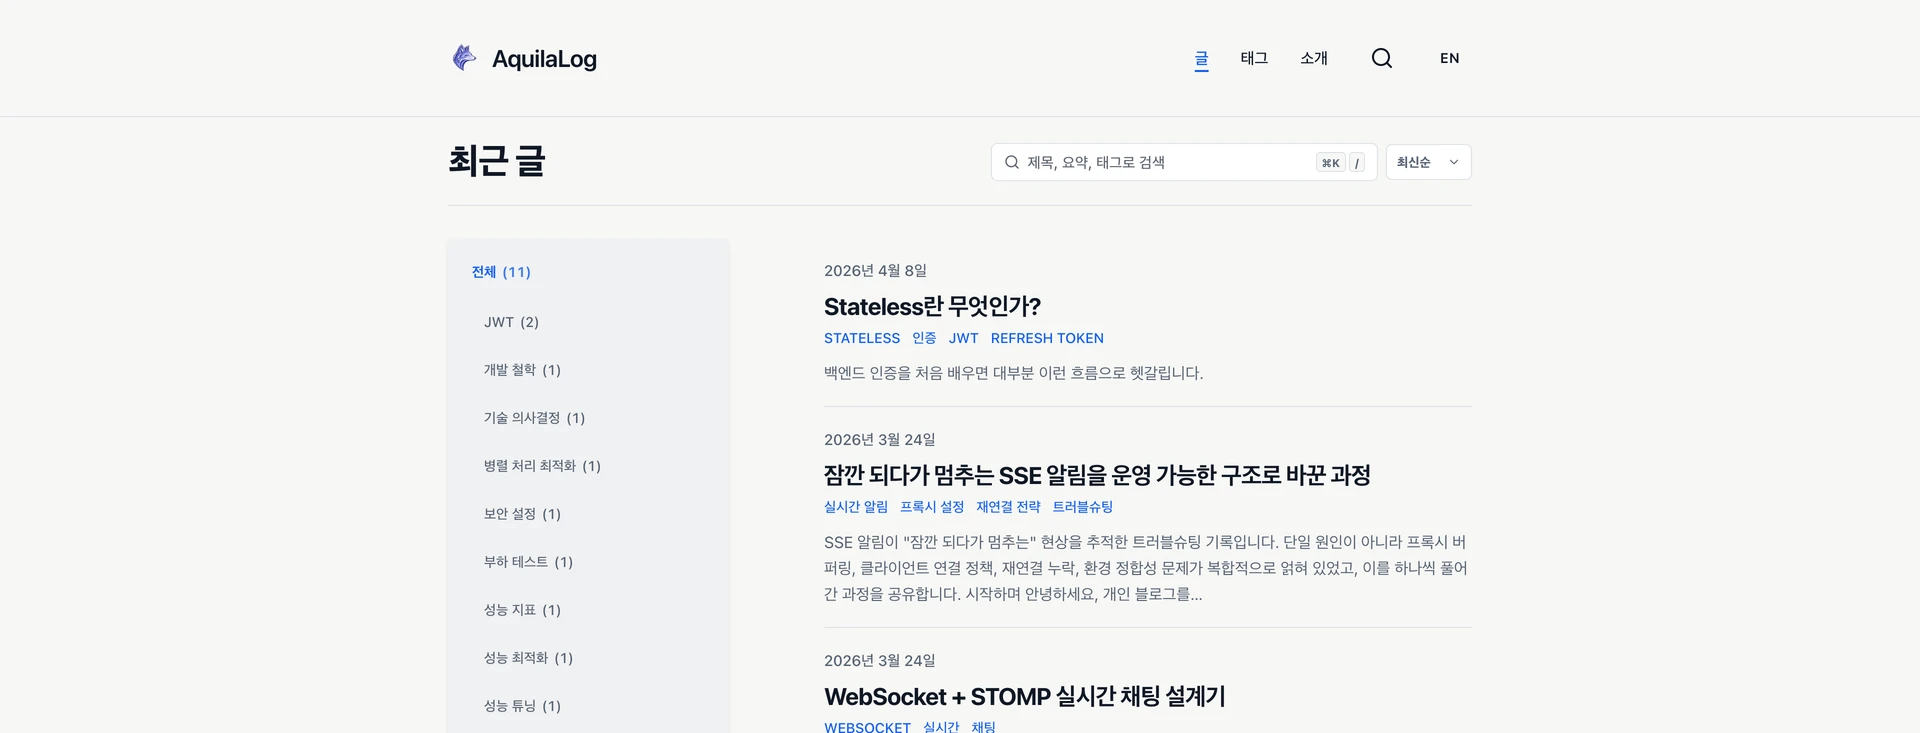 AquilaLog
글 태그 소개 EN
최근 글
제목, 요약, 태그로 검색 ⌘K /
최신순
전체 (11)
JWT (2)
개발 철학 (1)
기술 의사결정 (1)
병렬 처리 최적화 (1)
보안 설정 (1)
부하 테스트 (1)
성능 지표 (1)
성능 최적화 (1)
성능 튜닝 (1)
2026년 4월 8일
Stateless란 무엇인가?
STATELESS 인증 JWT REFRESH TOKEN
백엔드 인증을 처음 배우면 대부분 이런 흐름으로 헷갈립니다.
2026년 3월 24일
잠깐 되다가 멈추는 SSE 알림을 운영 가능한 구조로 바꾼 과정
실시간 알림 프록시 설정 재연결 전략 트러블슈팅
SSE 알림이 "잠깐 되다가 멈추는" 현상을 추적한 트러블슈팅 기록입니다. 단일 원인이 아니라 프록시 버
퍼링, 클라이언트 연결 정책, 재연결 누락, 환경 정합성 문제가 복합적으로 얽혀 있었고, 이를 하나씩 풀어
간 과정을 공유합니다. 시작하며 안녕하세요, 개인 블로그를...
2026년 3월 24일
WebSocket + STOMP 실시간 채팅 설계기
WEBSOCKET 실시간 채팅